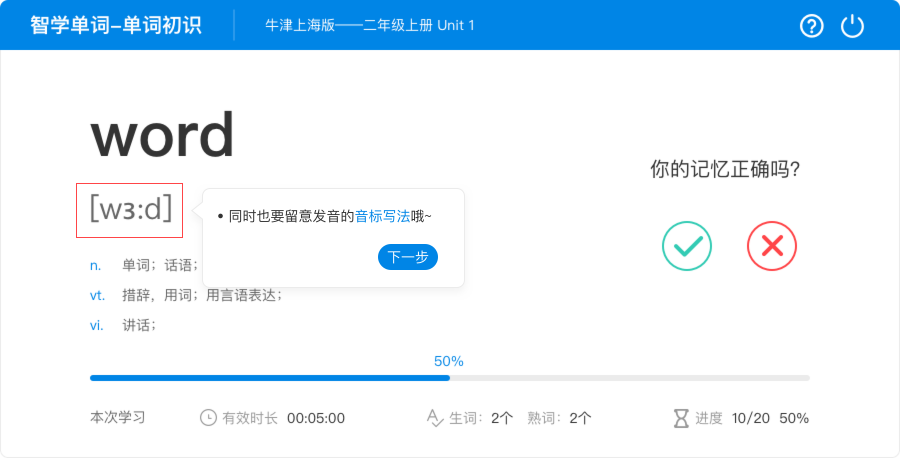 智学单词–单词初识
牛津上海版——二年级上册 Unit 1
word
你的记忆正确吗?
[wɜ:d]
• 同时也要留意发音的音标写法哦~
下一步
n. 单词；话语；
vt. 措辞，用词；用言语表达；
vi. 讲话；
50%
本次学习 有效时长 00:05:00 生词：2个 熟词：2个 进度 10/20 50%